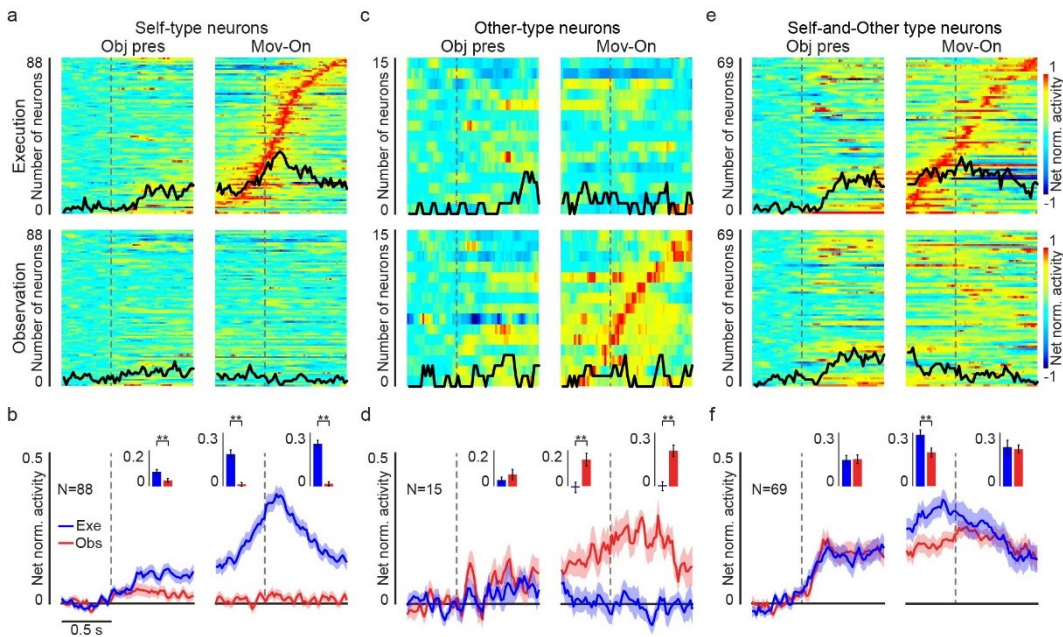 a
Self-type neurons
Obj pres
Mov-On
c
Other-type neurons
Obj pres
Mov-On
e
Self-and-Other type neurons
Obj pres
Mov-On
Execution
Number of neurons
88
0
15
Number of neurons
0
69
Number of neurons
0
1
Net norm. activity
-1
Observation
Number of neurons
88
0
15
Number of neurons
0
69
Number of neurons
0
1
Net norm. activity
-1
b
0.5
Net norm. activity
0
N=88
Exe
Obs
0.2
0
**
0.3
0
**
0.3
0
**
0.5 s
d
0.5
Net norm. activity
0
N=15
0.2
0
0.2
0
**
0.3
0
**
f
0.5
Net norm. activity
0
N=69
0.3
0
0.3
0
**
0.3
0